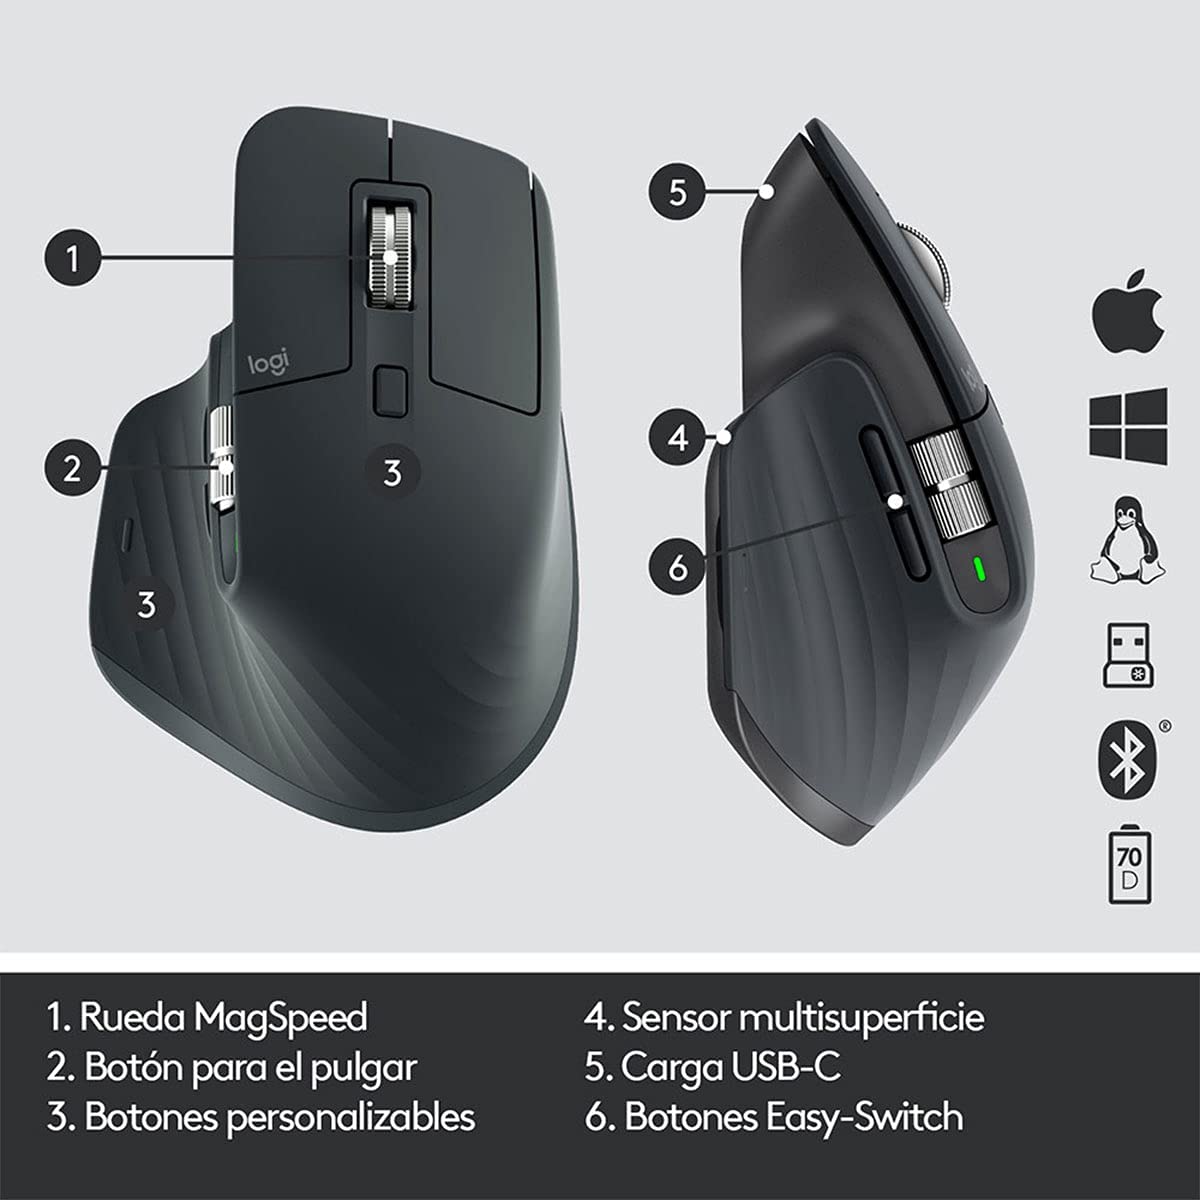 1
logi
2
3
3
5
4
6
®
70
D
1. Rueda MagSpeed
2. Botón para el pulgar
3. Botones personalizables
4. Sensor multisuperficie
5. Carga USB-C
6. Botones Easy-Switch